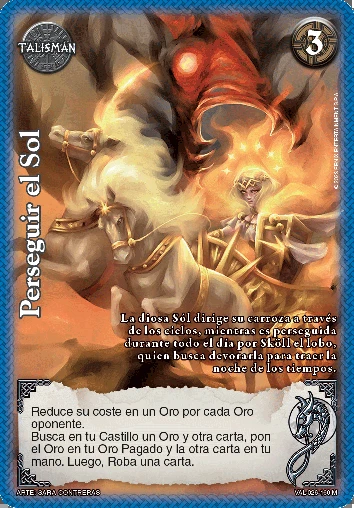 TALISMAN
3
Perseguir el Sol
La diosa Sól dirige su carroza a través
de los cielos, mientras es perseguida
durante todo el día por Sköll el lobo,
quien busca devorarla para traer la
noche de los tiempos.
Reduce su coste en un Oro por cada Oro
oponente.
Busca en tu Castillo un Oro y otra carta, pon
el Oro en tu Oro Pagado y la carta en tu
mano. Luego, Roba una carta.
ARTE: SARA CONTRERAS